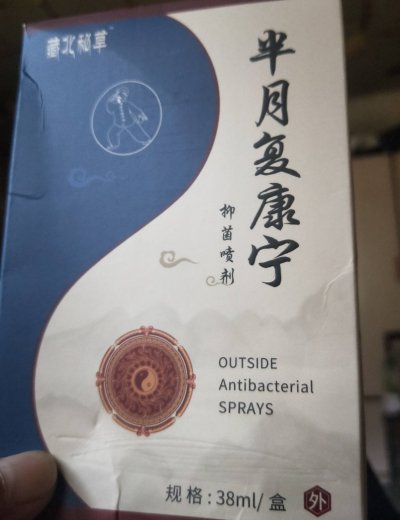 藏北秘草
半月复康宁
抑菌喷剂
OUTSIDE
Antibacterial
SPRAYS
规格:38ml/盒
外